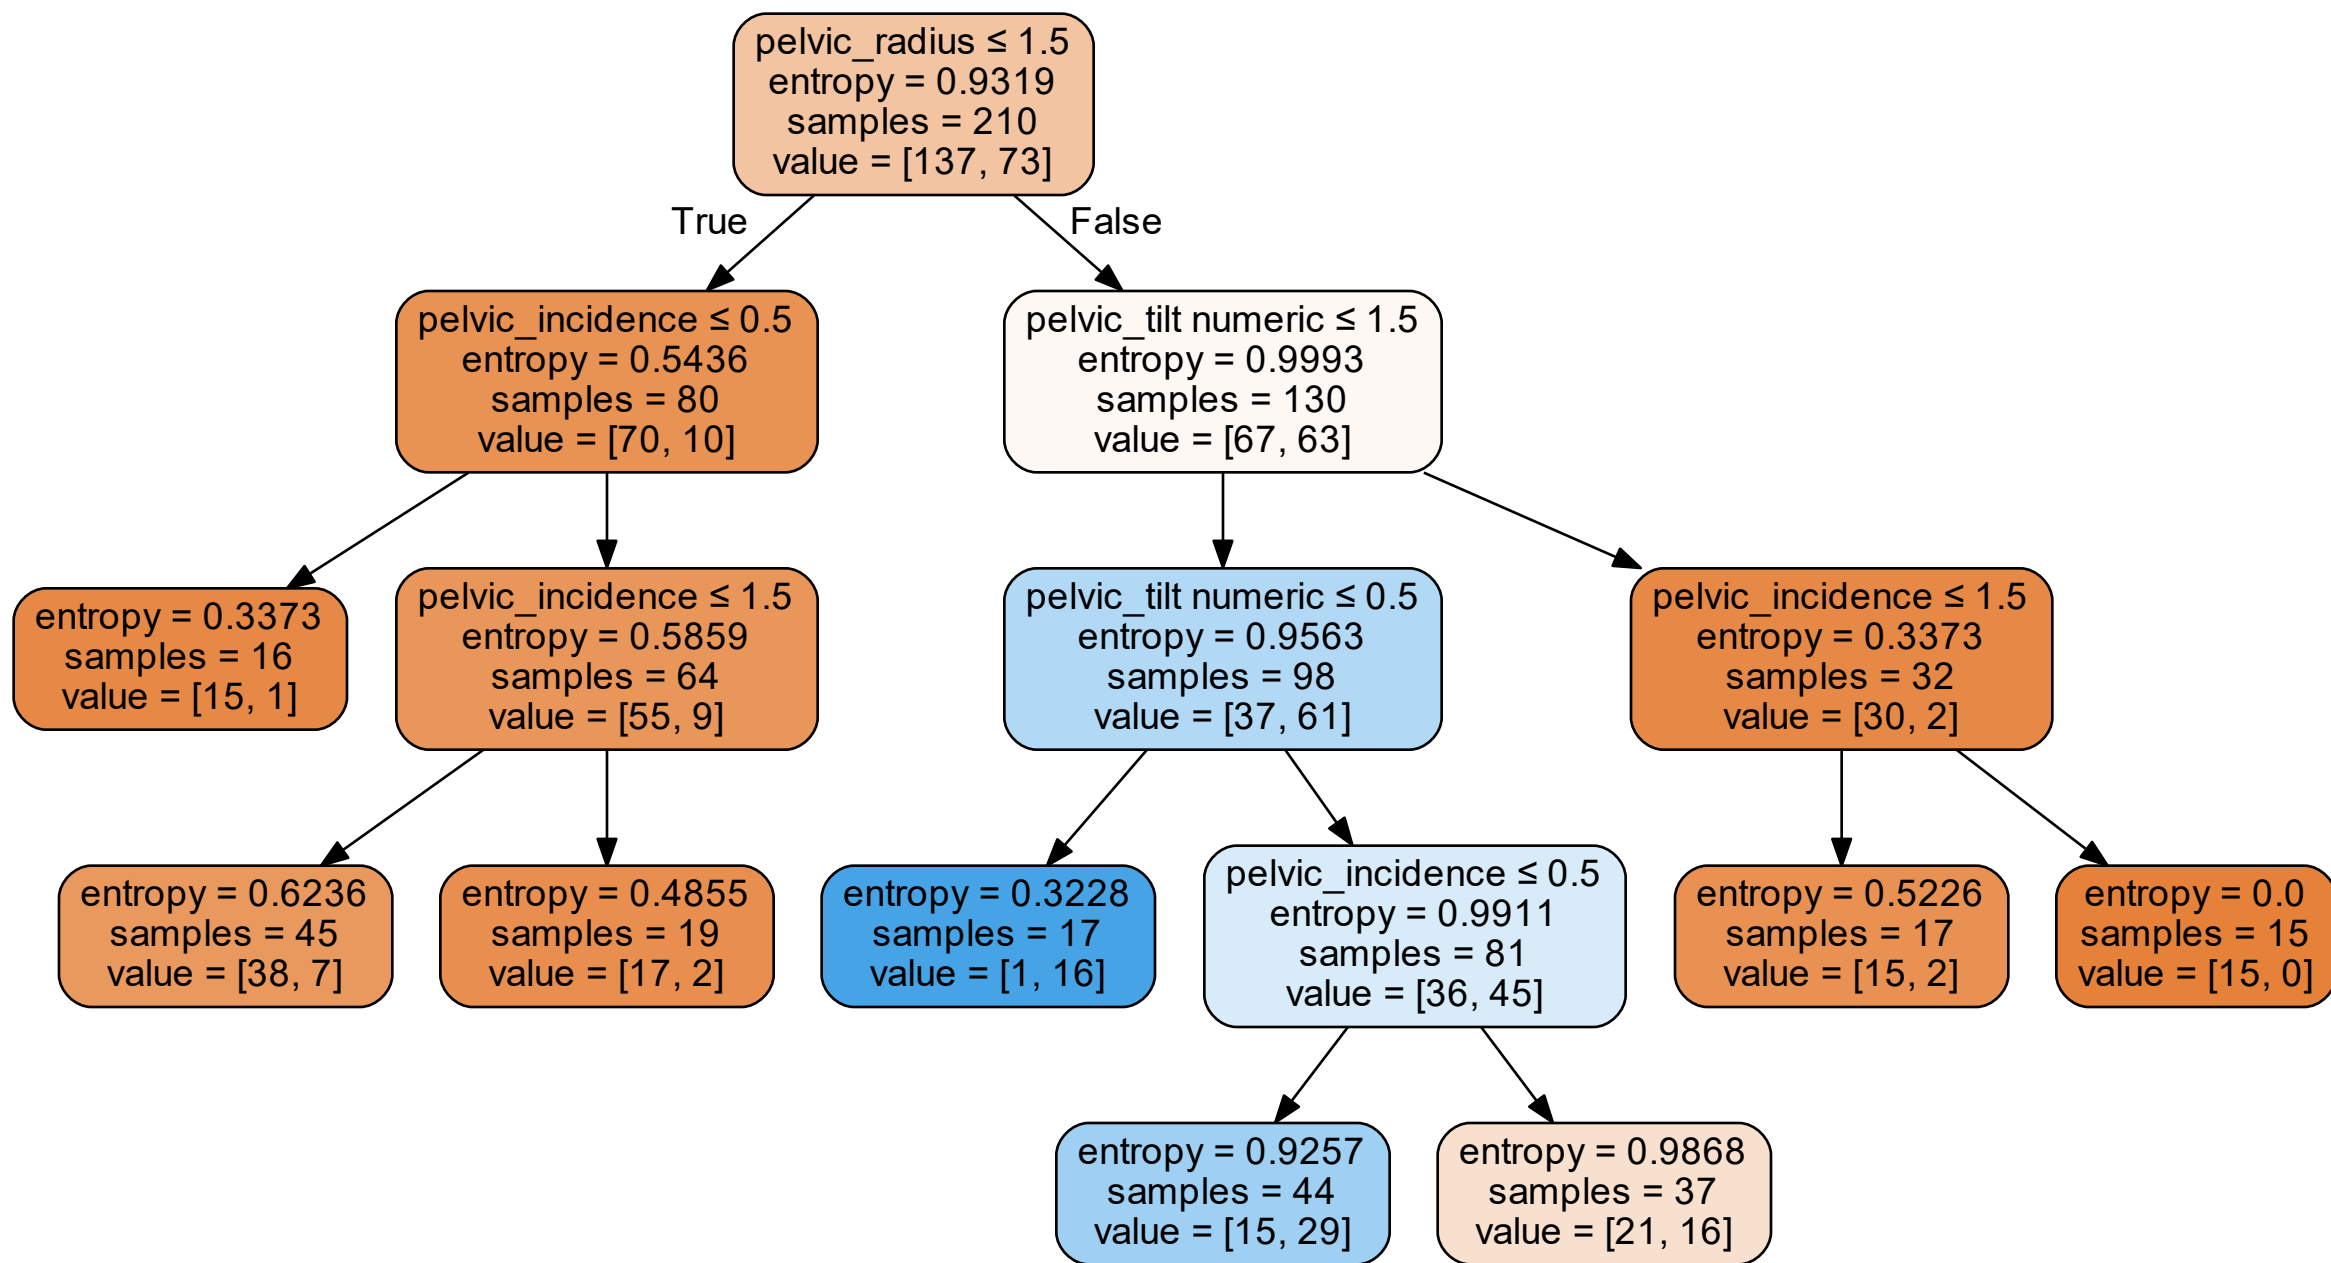 pelvic_radius ≤ 1.5
entropy = 0.9319
samples = 210
value = [137, 73]
True
False
pelvic_incidence ≤ 0.5
entropy = 0.5436
samples = 80
value = [70, 10]
pelvic_tilt numeric ≤ 1.5
entropy = 0.9993
samples = 130
value = [67, 63]
entropy = 0.3373
samples = 16
value = [15, 1]
pelvic_incidence ≤ 1.5
entropy = 0.5859
samples = 64
value = [55, 9]
pelvic_tilt numeric ≤ 0.5
entropy = 0.9563
samples = 98
value = [37, 61]
pelvic_incidence ≤ 1.5
entropy = 0.3373
samples = 32
value = [30, 2]
entropy = 0.6236
samples = 45
value = [38, 7]
entropy = 0.4855
samples = 19
value = [17, 2]
entropy = 0.3228
samples = 17
value = [1, 16]
pelvic_incidence ≤ 0.5
entropy = 0.9911
samples = 81
value = [36, 45]
entropy = 0.5226
samples = 17
value = [15, 2]
entropy = 0.0
samples = 15
value = [15, 0]
entropy = 0.9257
samples = 44
value = [15, 29]
entropy = 0.9868
samples = 37
value = [21, 16]